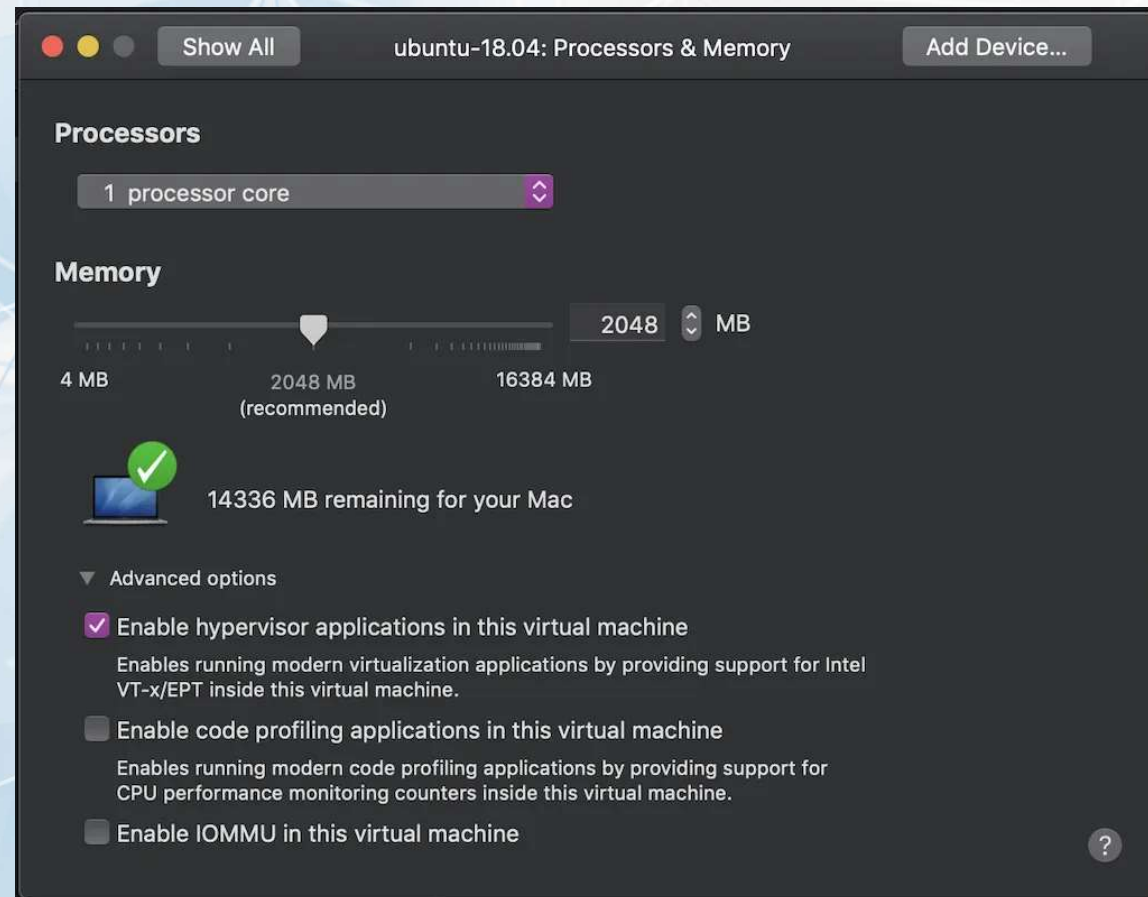 Show All
ubuntu-18.04: Processors & Memory
Add Device...
Processors
1 processor core
Memory
2048 MB
4 MB
2048 MB
(recommended)
16384 MB
14336 MB remaining for your Mac
Advanced options
Enable hypervisor applications in this virtual machine
Enables running modern virtualization applications by providing support for Intel
VT-x/EPT inside this virtual machine.
Enable code profiling applications in this virtual machine
Enables running modern code profiling applications by providing support for
CPU performance monitoring counters inside this virtual machine.
Enable IOMMU in this virtual machine
?